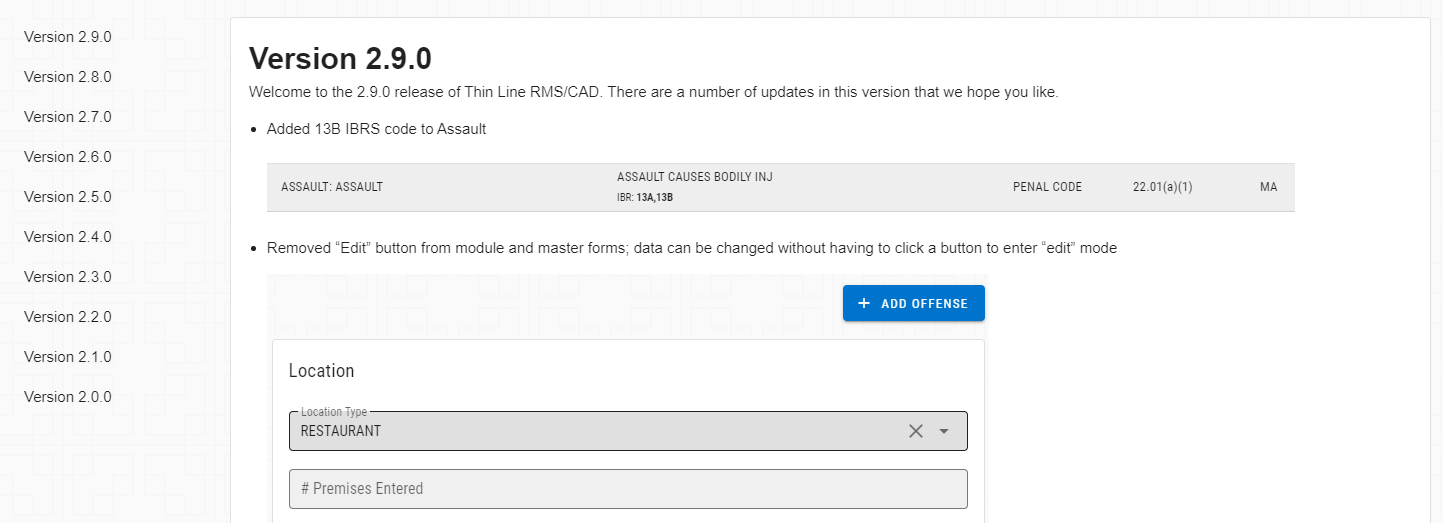 Version 2.9.0
Version 2.8.0
Version 2.7.0
Version 2.6.0
Version 2.5.0
Version 2.4.0
Version 2.3.0
Version 2.2.0
Version 2.1.0
Version 2.0.0
Version 2.9.0
Welcome to the 2.9.0 release of Thin Line RMS/CAD. There are a number of updates in this version that we hope you like.
• Added 13B IBRS code to Assault
ASSAULT: ASSAULT
ASSAULT CAUSES BODILY INJ
IBR: 13A,13B
PENAL CODE
22.01(a)(1)
MA
• Removed “Edit” button from module and master forms; data can be changed without having to click a button to enter “edit” mode
+ ADD OFFENSE
Location
Location Type
RESTAURANT
# Premises Entered